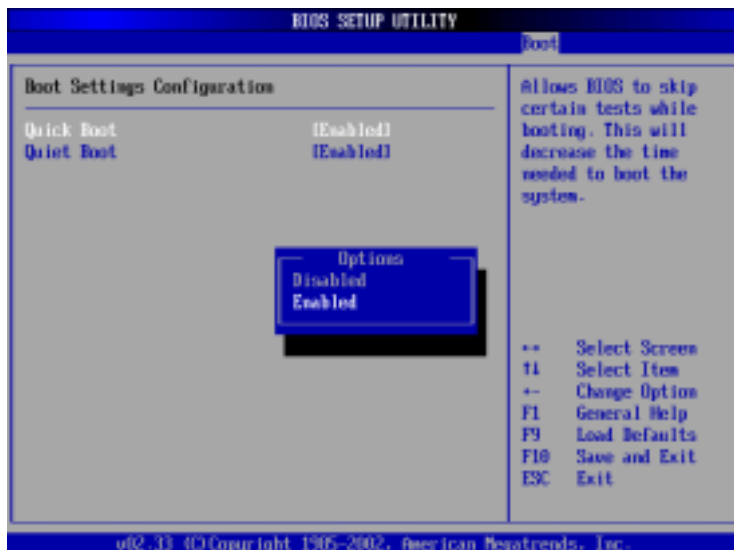 BIOS SETUP UTILITY
Boot
Boot Settings Configuration
Quick Boot [Enabled]
Quiet Boot [Enabled]
Options
Disabled
Enabled
Allows BIOS to skip
certain tests while
booting. This will
decrease the time
needed to boot the
system.
↔ Select Screen
↑↓ Select Item
+- Change Option
F1 General Help
F9 Load Defaults
F10 Save and Exit
ESC Exit
v02.33 (C)Copyright 1985-2002, American Megatrends, Inc.